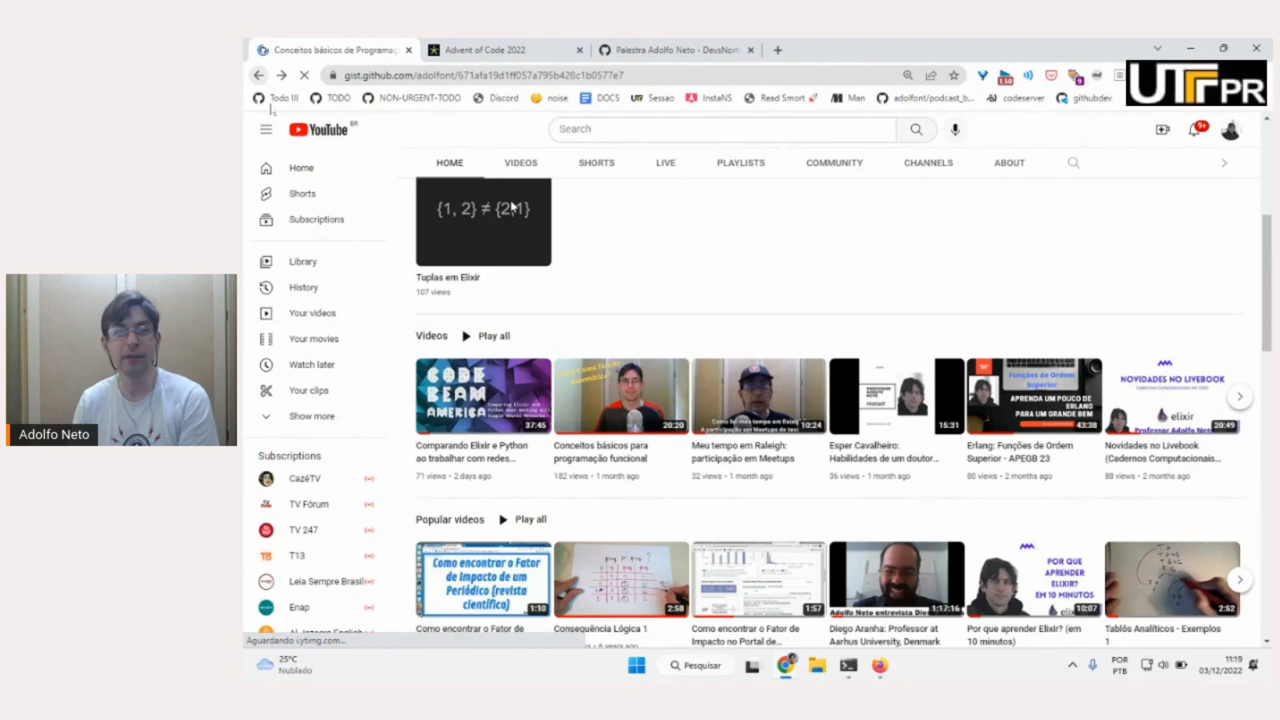 Conceitos básicos de Programaç
Advent of Code 2022
Palestra Adolfo Neto - DevsNort
gist.github.com/adolfont/671afa19d1ff057a795b428c1b0577e7
Todo III
TODO
NON-URGENT-TODO
Discord
noise
DOCS
UTF Sessao
InstaNS
Read Smort
Man
adolfont/podcast_b...
codeserver
githubdev
UTFPR
YouTube BR
Search
9+
HOME
VIDEOS
SHORTS
LIVE
PLAYLISTS
COMMUNITY
CHANNELS
ABOUT
Home
Shorts
Subscriptions
Library
History
Your videos
Your movies
Watch later
Your clips
Show more
Subscriptions
CazéTV
TV Fórum
TV 247
T13
Leia Sempre Brasil
Enap
Al Jazeera English
{1, 2} ≠ {2,1}
Tuplas em Elixir
107 views
Videos
Play all
CODE
BEAM
AMERICA
37:45
20:20
10:24
PROFESSOR
ADOLFO
NETO
PODCAST
15:31
Funções de Ordem
Superior
APRENDA UM POUCO DE
ERLANG
PARA UM GRANDE BEM
43:38
NOVIDADES NO LIVEBOOK
elixir
Professor Adolfo Neto
20:49
Comparando Elixir e Python
ao trabalhar com redes...
71 views • 2 days ago
Conceitos básicos para
programação funcional
182 views • 1 month ago
Meu tempo em Raleigh:
participação em Meetups
32 views • 1 month ago
Esper Cavalheiro:
Habilidades de um doutor...
36 views • 1 month ago
Erlang: Funções de Ordem
Superior - APEGB 23
80 views • 2 months ago
Novidades no Livebook
(Cadernos Computacionais...
88 views • 2 months ago
Popular videos
Play all
Como encontrar o Fator
de Impacto de um
Periódico (revista
científica)
1:10
2:58
1:57
Adolfo Neto entrevista Die
1:17:16
POR QUE
APRENDER
ELIXIR?
EM 10 MINUTOS
10:07
2:52
Como encontrar o Fator de
Consequência Lógica 1
Como encontrar o Fator de
Impacto no Portal de...
Diego Aranha: Professor at
Aarhus University, Denmark
Por que aprender Elixir? (em
10 minutos)
Tablôs Analíticos - Exemplos
1
Aguardando i.ytimg.com...
Adolfo Neto
25°C
Nublado
Pesquisar
POR
PTB
11:19
03/12/2022